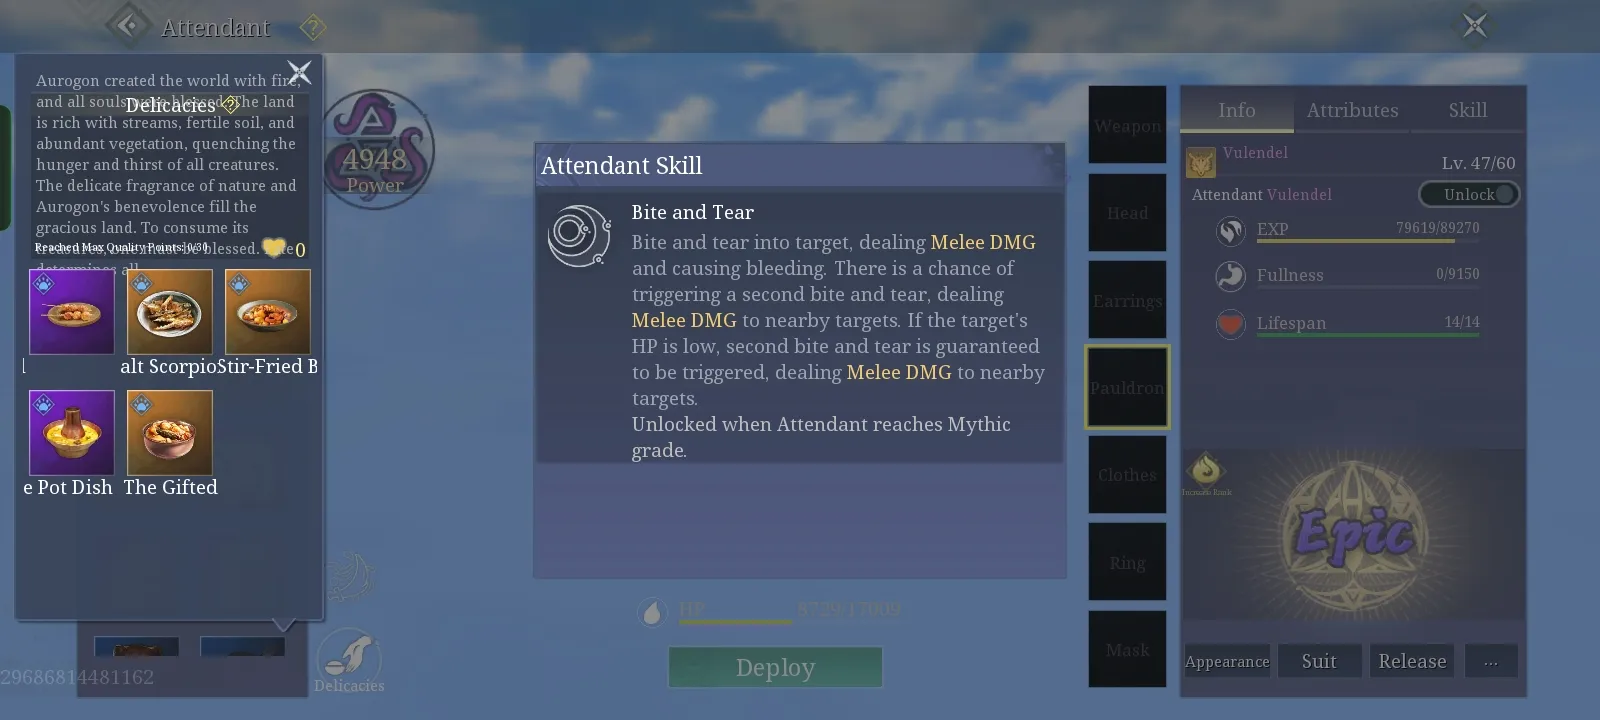 Attendant
?
Aurogon created the world with fire,
and all souls were blessed. The land
Delicacies ?
is rich with streams, fertile soil, and
abundant vegetation, quenching the
hunger and thirst of all creatures.
The delicate fragrance of nature and
Aurogon's benevolence fill the
gracious land. To consume its
Reached Max Quality Points: 0/30
0
treasures, one must be blessed.
determines all
alt Scorpio
Stir-Fried B
e Pot Dish
The Gifted
29686814481162
Delicacies
4948
Power
Attendant Skill
Bite and Tear
Bite and tear into target, dealing Melee DMG
and causing bleeding. There is a chance of
triggering a second bite and tear, dealing
Melee DMG to nearby targets. If the target's
HP is low, second bite and tear is guaranteed
to be triggered, dealing Melee DMG to nearby
targets.
Unlocked when Attendant reaches Mythic
grade.
HP
Deploy
Weapon
Head
Earrings
Pauldron
Clothes
Ring
Mask
Info
Attributes
Skill
Vulendel
Lv. 47/60
Attendant Vulendel
Unlock
EXP
79619/89270
Fullness
0/9150
Lifespan
14/14
Increase Rank
Epic
Appearance
Suit
Release
...